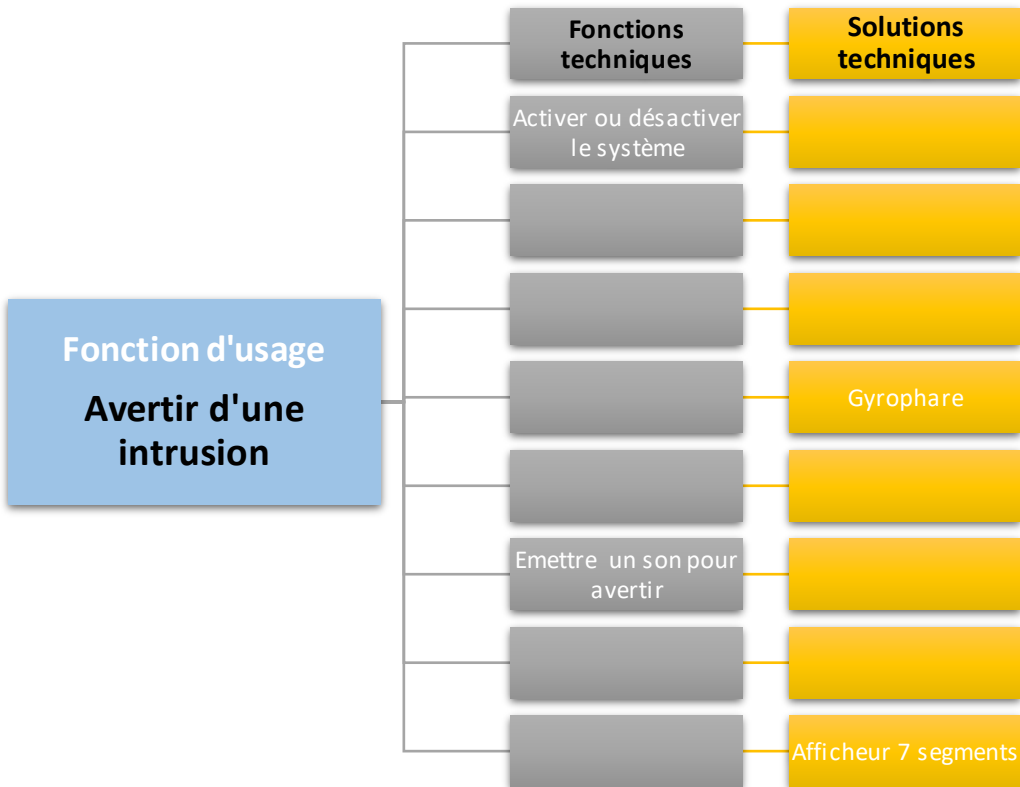 Fonctions
techniques
Solutions
techniques
Activer ou désactiver
le système
Fonction d'usage
Avertir d'une
intrusion
Gyrophare
Emettre un son pour
avertir
Afficheur 7 segments